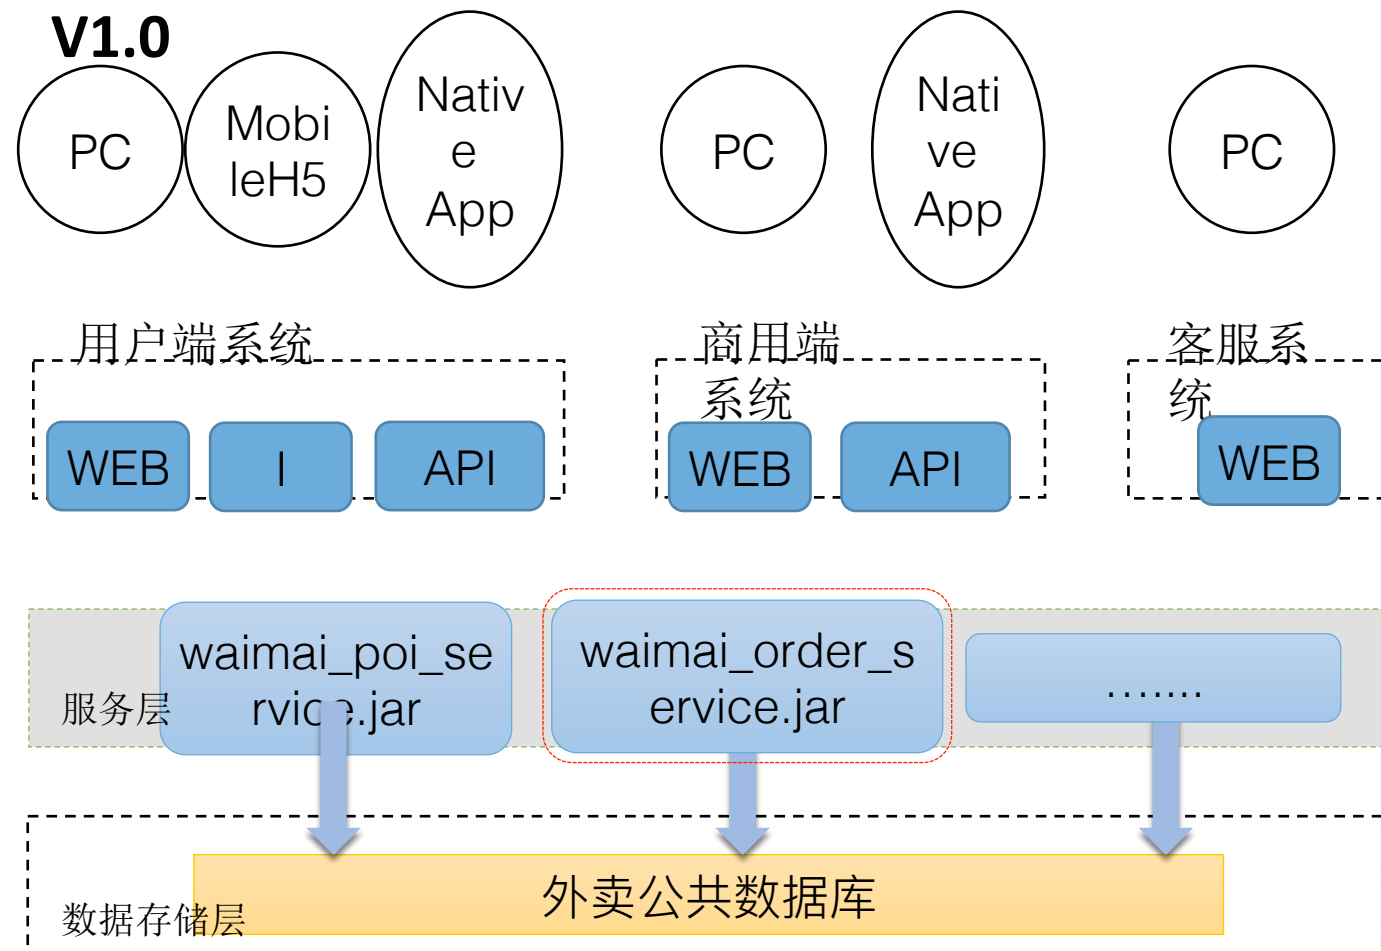 V1.0
PC
Mobi
leH5
Nativ
e
App
PC
Nati
ve
App
PC
用户端系统
商用端
系统
客服系
统
WEB
I
API
WEB
API
WEB
服务层
waimai_poi_se
rvice.jar
waimai_order_s
ervice.jar
........
数据存储层
外卖公共数据库